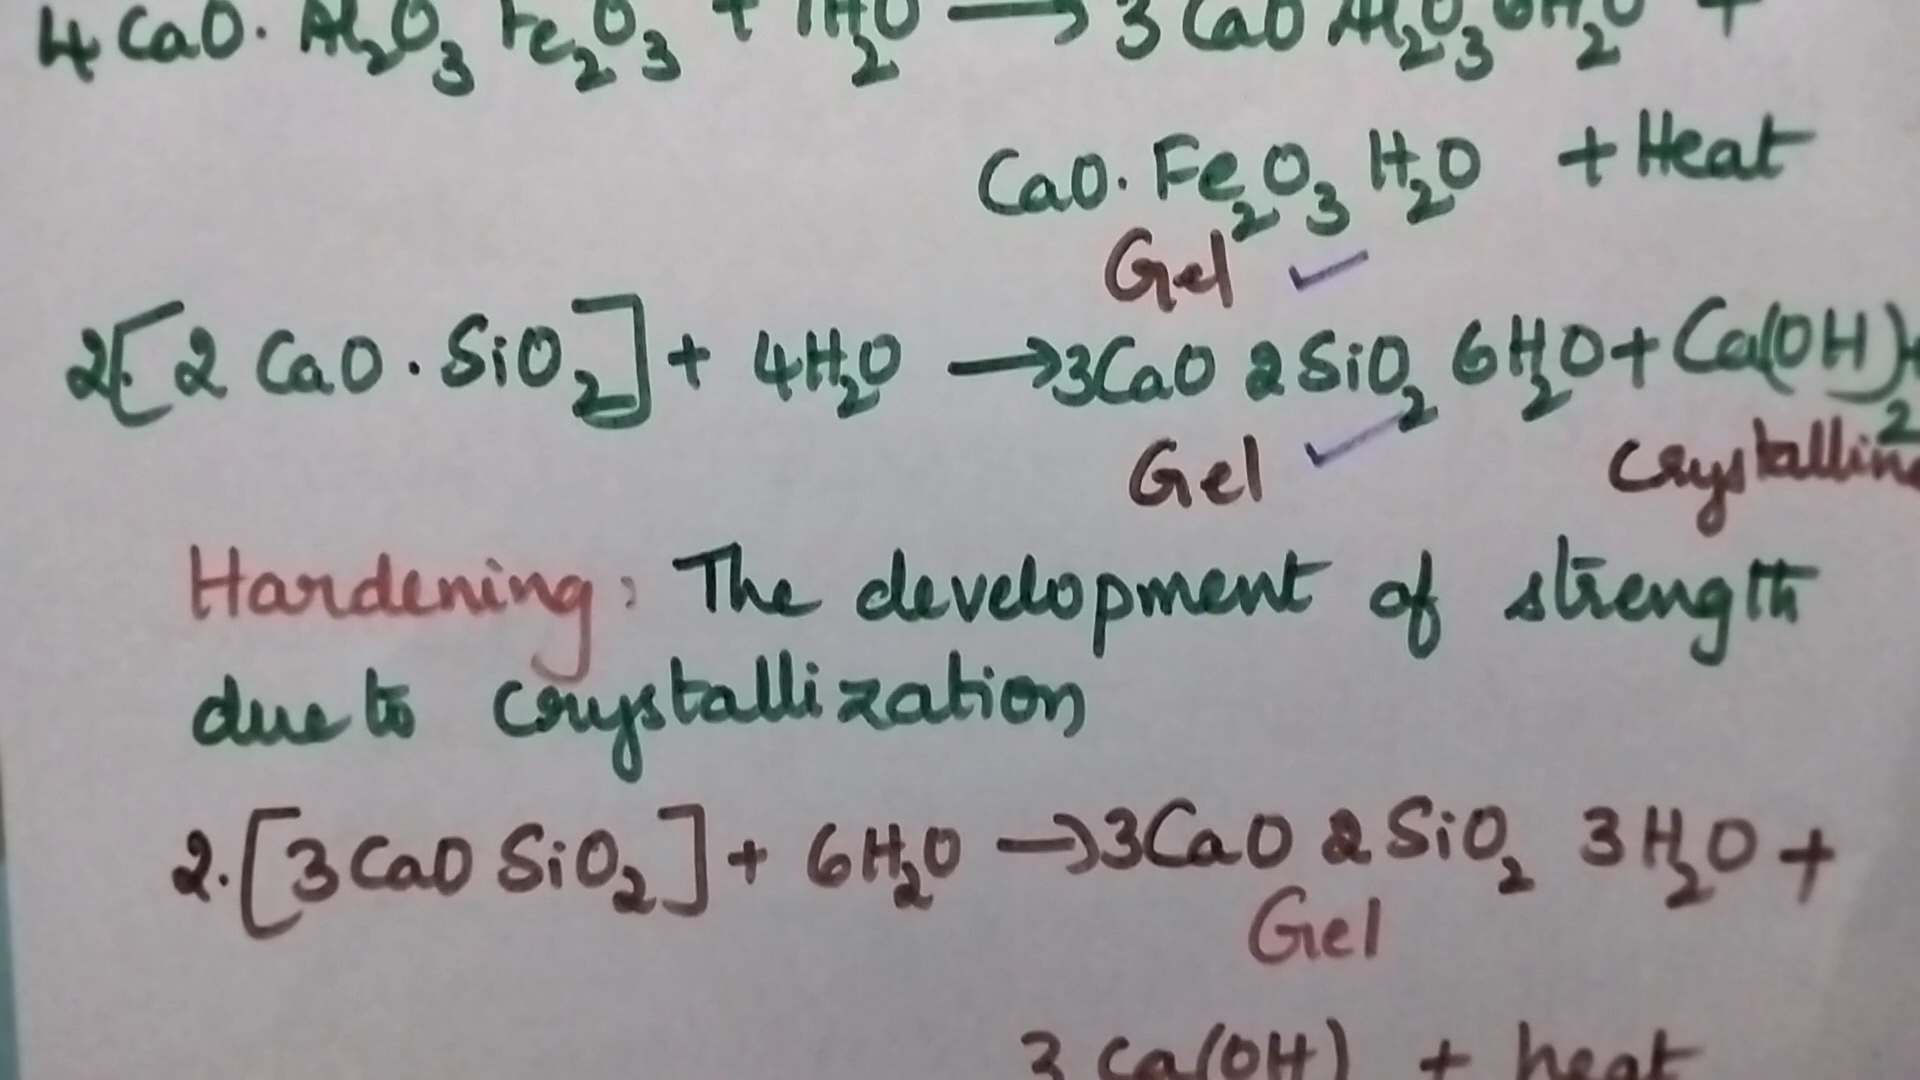 4 CaO. Al2O3 Fe2O3 + 7H2O → 3 CaO Al2O3 6H2O +
CaO. Fe2O3 H2O + Heat
Gel ✓
2[2 CaO. SiO2] + 4H2O → 3CaO 2SiO2 6H2O + Ca(OH)2+
Gel ✓ Crystalline
Hardening: The development of strength
due to crystallization
2.[3 CaO SiO2] + 6H2O → 3CaO 2SiO2 3H2O +
Gel
3 Ca(OH) + heat